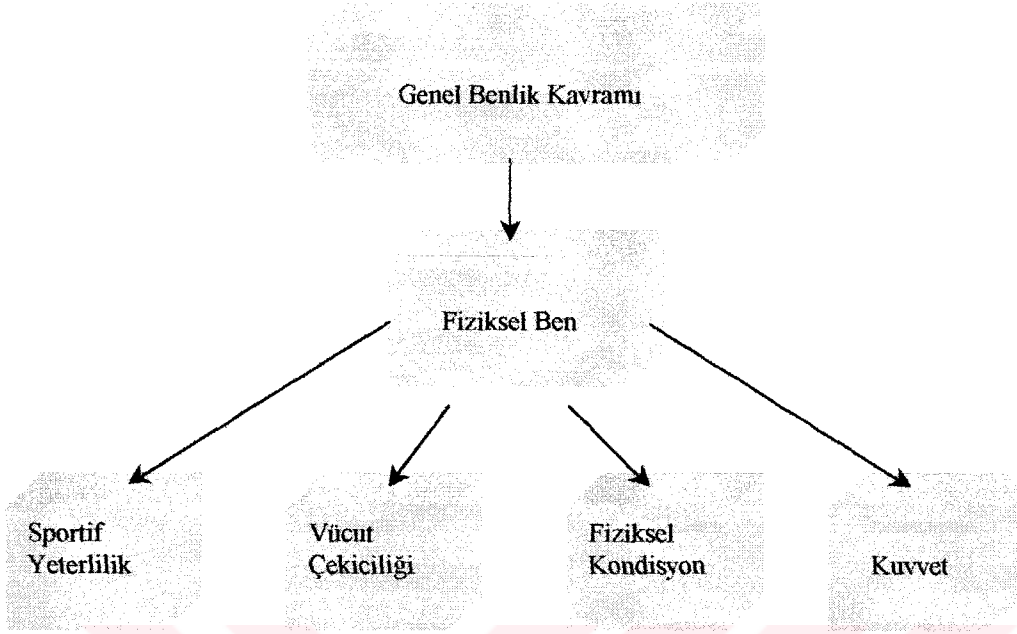 Genel Benlik Kavramı
Fiziksel Ben
Sportif
Yeterlilik
Vücut
Çekiciliği
Fiziksel
Kondisyon
Kuvvet